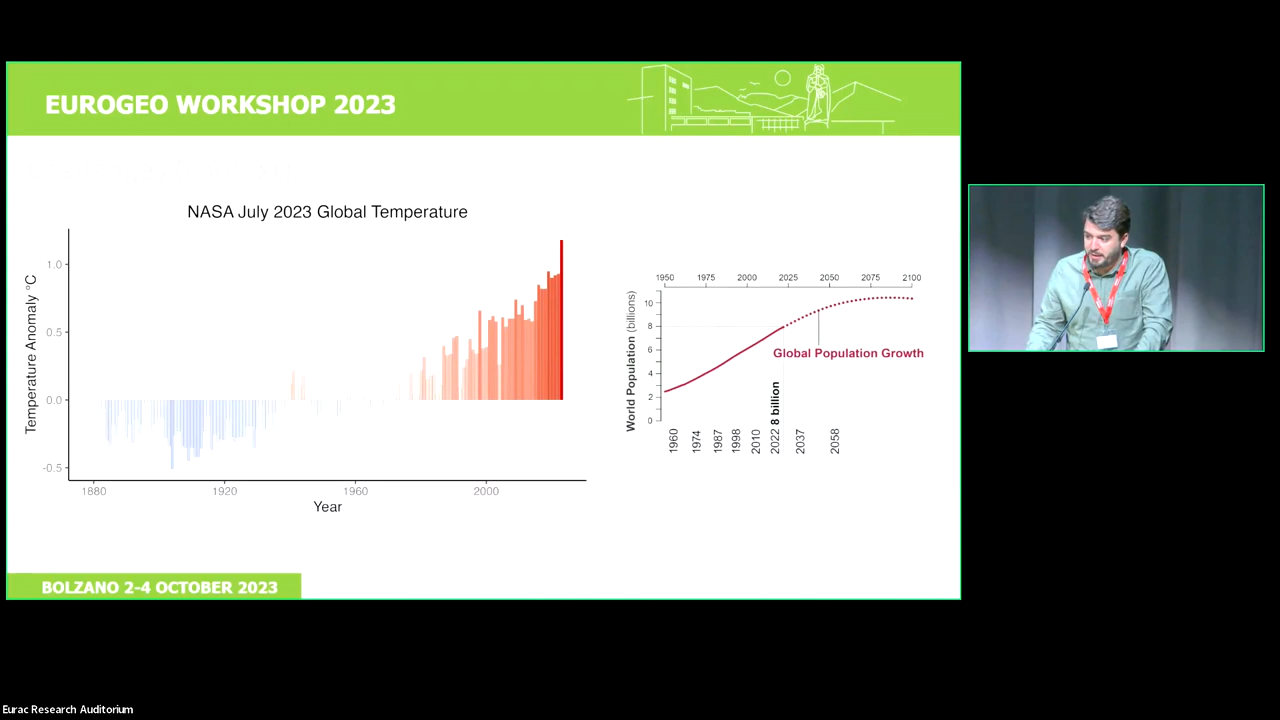 EUROGEO WORKSHOP 2023
NASA July 2023 Global Temperature
Temperature Anomaly °C
1.0
0.5
0.0
-0.5
1880 1920 1960 2000
Year
1950 1975 2000 2025 2050 2075 2100
World Population (billions)
10
8
6
4
2
0
Global Population Growth
8 billion
1960 1974 1987 1998 2010 2022 2037 2058
BOLZANO 2-4 OCTOBER 2023
Eurac Research Auditorium